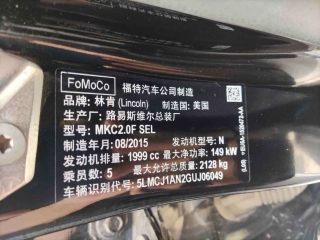 FoMoCo
福特汽车公司制造
品牌: 林肯 (Lincoln) 制造国: 美国
生产厂: 路易斯维尔总装厂
型号: MKC2.0F SEL
制造年月: 08/2015 发动机型号: N
发动机排量: 1999 cc 最大净功率: 149 kW
乘员数: 5 最大允许总质量: 2128 kg
车辆识别代号: 5LMCJ1AN2GUJ06049